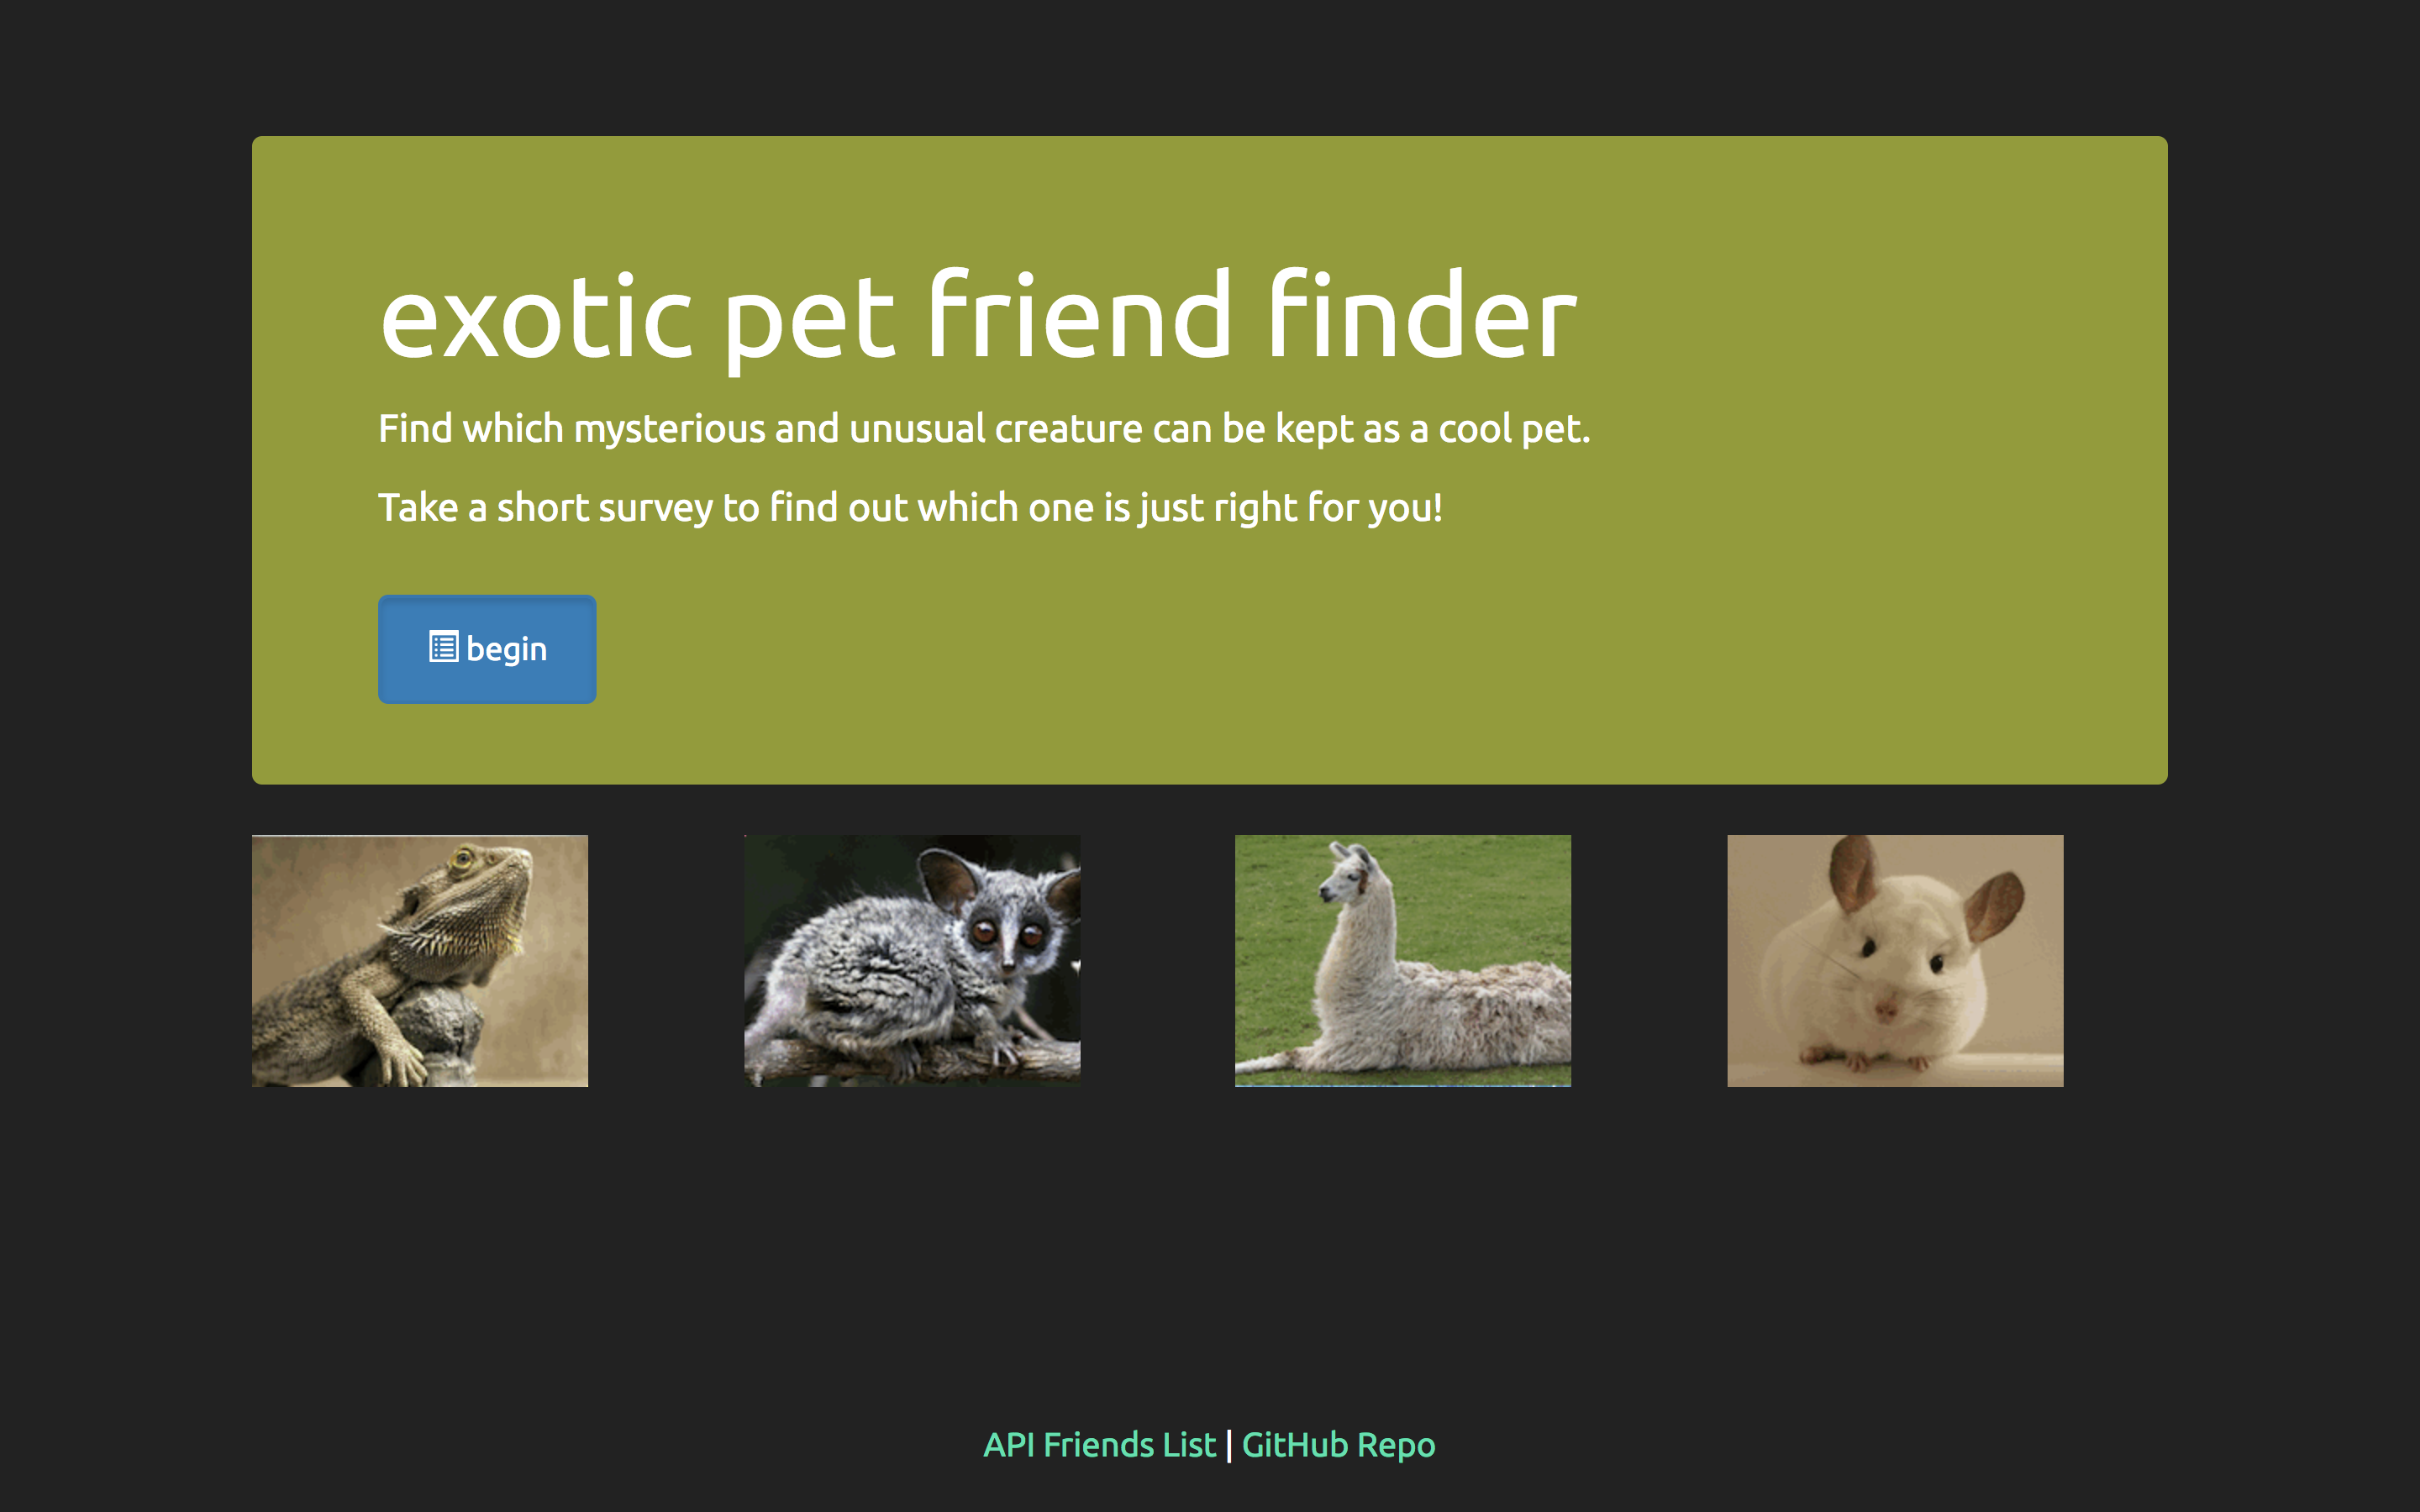 exotic pet friend finder
Find which mysterious and unusual creature can be kept as a cool pet.
Take a short survey to find out which one is just right for you!
begin
API Friends List | GitHub Repo